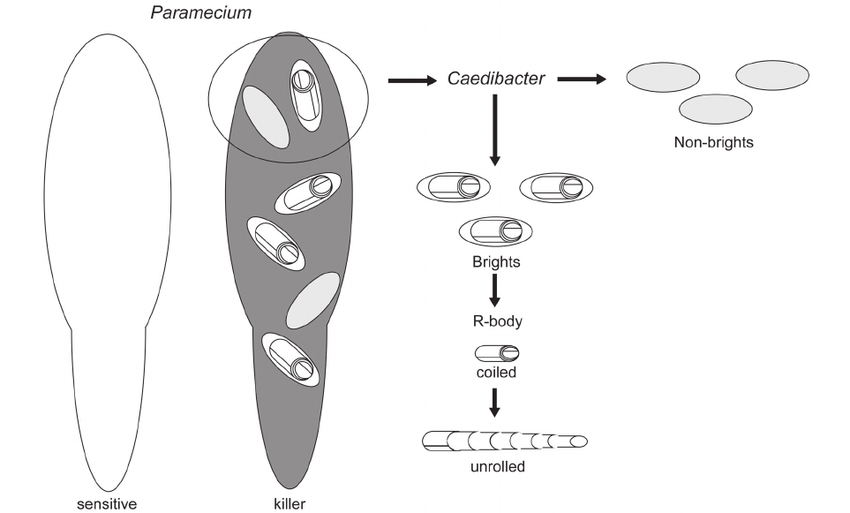 Paramecium
Caedibacter
Non-brights
Brights
R-body
coiled
unrolled
sensitive
killer